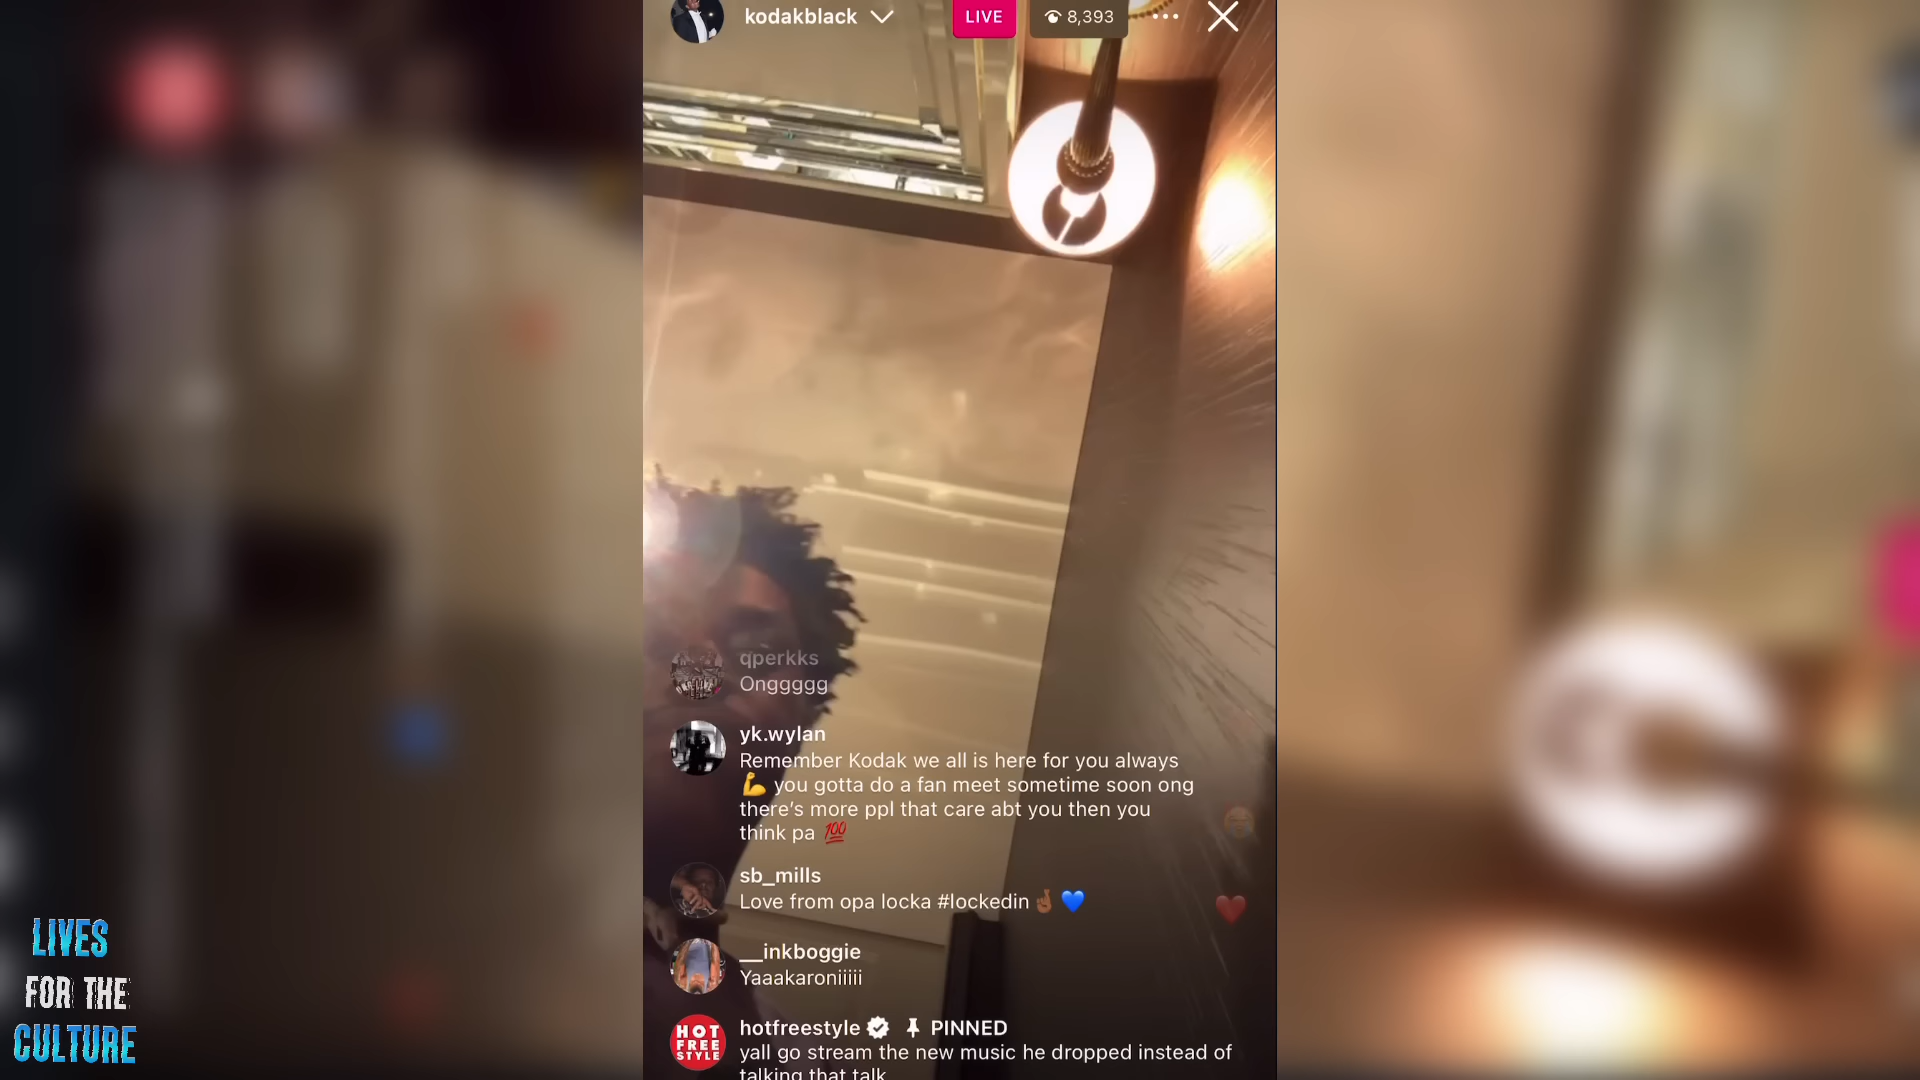 kodakblack
LIVE
8,393
qperkks
Onggggg
yk.wylan
Remember Kodak we all is here for you always
💪 you gotta do a fan meet sometime soon ong
there’s more ppl that care abt you then you
think pa 💯
sb_mills
Love from opa locka #lockedin🤞🏾💙
__inkboggie
Yaaakaroniiiii
HOT
FREE
STYLE
hotfreestyle PINNED
yall go stream the new music he dropped instead of
talking that talk
LIVES
FOR THE
CULTURE